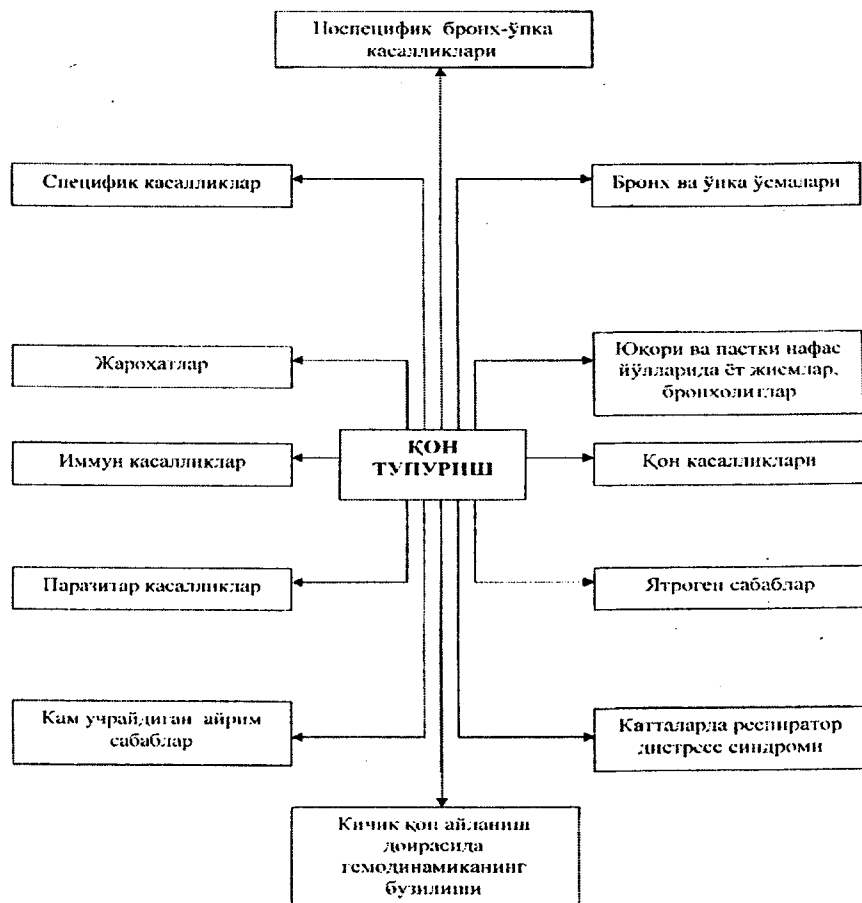 Носпецифик бронх-ўпка
касалликлари
Специфик касалликлар
Бронх ва ўпка ўсмалари
Жароҳатлар
Юқори ва пастки нафас
йўлларида ёт жисмлар,
бронхолитлар
ҚОН
ТУПУРИШ
Иммун касалликлар
Қон касалликлари
Паразитар касалликлар
Ятроген сабаблар
Кам учрайдиган айрим
сабаблар
Катталарда респиратор
дистресс синдроми
Кичик қон айланиш
доирасида
гемодинамиканинг
бузилиши